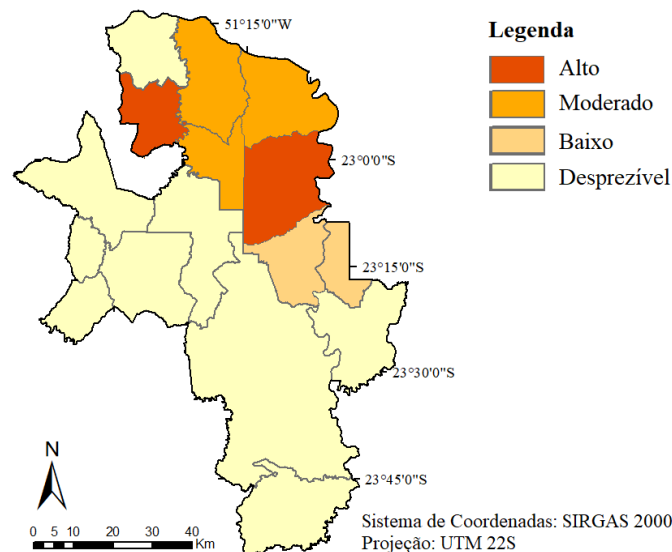 51°15'0"W
Legenda
Alto
Moderado
Baixo
Desprezível
23°0'0"S
23°15'0"S
23°30'0"S
23°45'0"S
N
0 5 10 20 30 40
Km
Sistema de Coordenadas: SIRGAS 2000
Projeção: UTM 22S